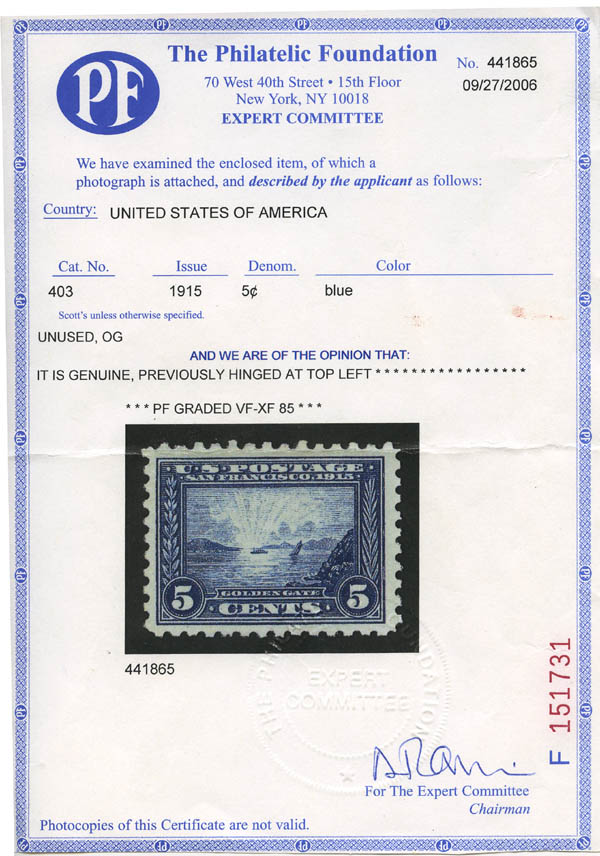 PF
The Philatelic Foundation
70 West 40th Street • 15th Floor
New York, NY 10018
EXPERT COMMITTEE
No. 441865
09/27/2006
We have examined the enclosed item, of which a
photograph is attached, and described by the applicant as follows:
Country: UNITED STATES OF AMERICA
Cat. No. Issue Denom. Color
403 1915 5¢ blue
Scott's unless otherwise specified.
UNUSED, OG
AND WE ARE OF THE OPINION THAT:
IT IS GENUINE, PREVIOUSLY HINGED AT TOP LEFT * * * * * * * * * * * * * * * * *
* * * PF GRADED VF-XF 85 * * *
U.S. POSTAGE
SAN FRANCISCO, 1915
GOLDEN GATE
5 CENTS 5
441865
EXPERT
COMMITTEE
F 151731
For The Expert Committee
Chairman
Photocopies of this Certificate are not valid.